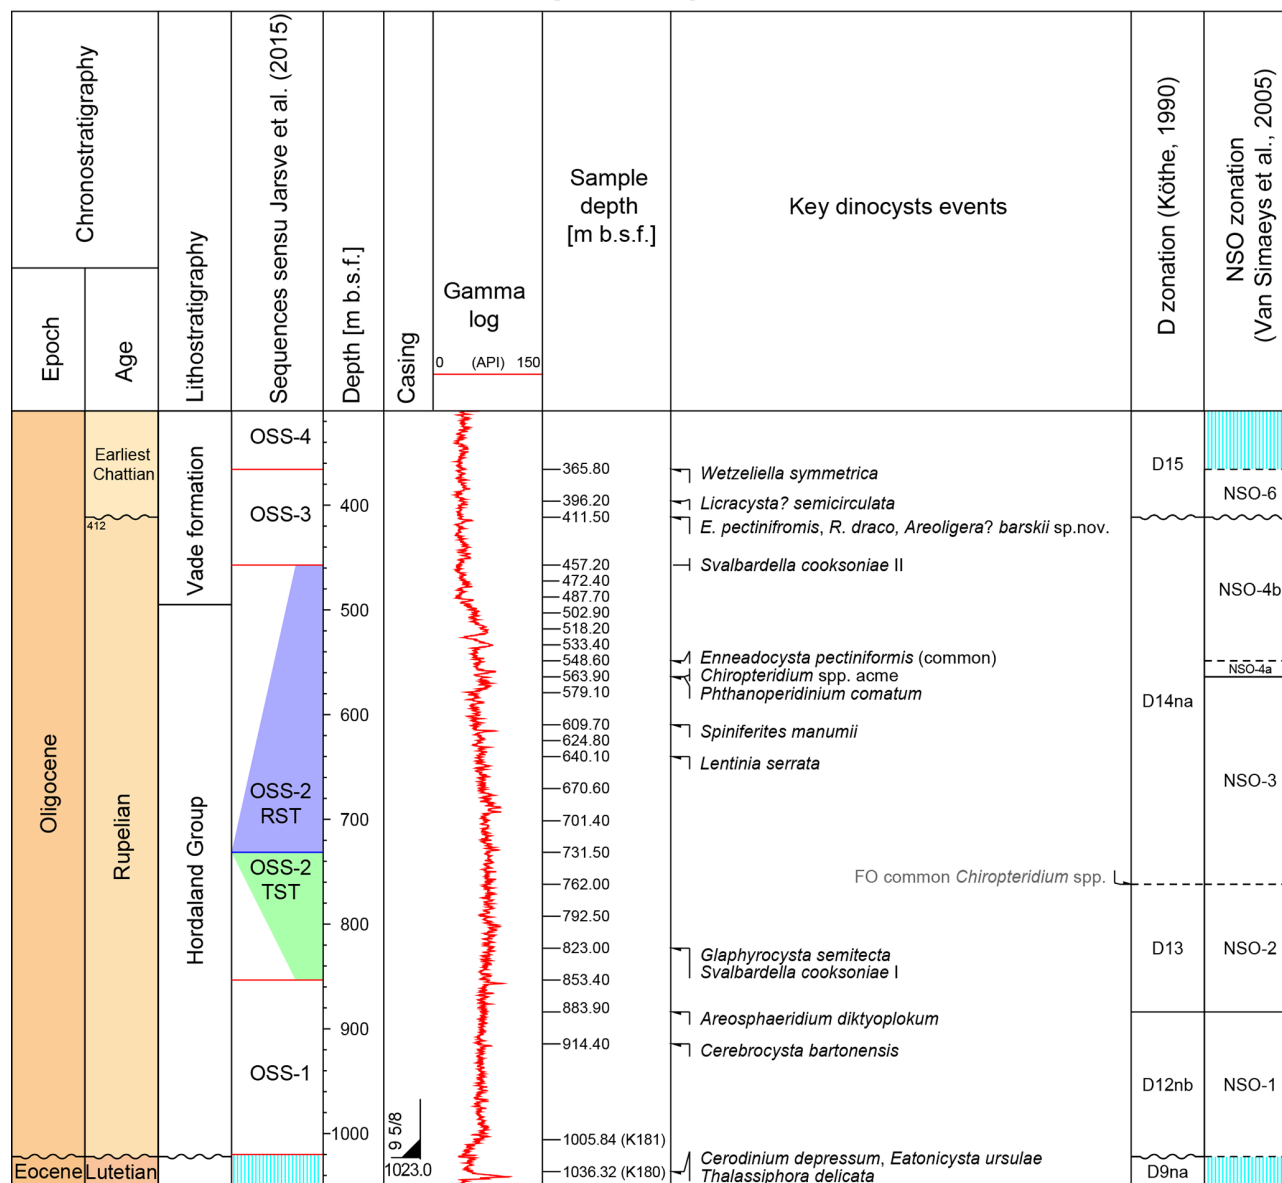 Chronostratigraphy
Epoch
Age
Lithostratigraphy
Sequences sensu Jarsve et al. (2015)
Depth [m b.s.f.]
Casing
Gamma
log
0 (API) 150
Sample
depth
[m b.s.f.]
Key dinocysts events
D zonation (Köthe, 1990)
NSO zonation
(Van Simaeys et al., 2005)
Oligocene
Eocene
Earliest
Chattian
412
Rupelian
Lutetian
Vade formation
Hordaland Group
OSS-4
OSS-3
OSS-2
RST
OSS-2
TST
OSS-1
400
500
600
700
800
900
1000
9 5/8
1023.0
365.80
396.20
411.50
457.20
472.40
487.70
502.90
518.20
533.40
548.60
563.90
579.10
609.70
624.80
640.10
670.60
701.40
731.50
762.00
792.50
823.00
853.40
883.90
914.40
1005.84 (K181)
1036.32 (K180)
Wetzeliella symmetrica
Licracysta? semicirculata
E. pectinifromis, R. draco, Areoligera? barskii sp.nov.
Svalbardella cooksoniae II
Enneadocysta pectiniformis (common)
Chiropteridium spp. acme
Phthanoperidinium comatum
Spiniferites manumii
Lentinia serrata
FO common Chiropteridium spp.
Glaphyrocysta semitecta
Svalbardella cooksoniae I
Areosphaeridium diktyoplokum
Cerebrocysta bartonensis
Cerodinium depressum, Eatonicysta ursulae
Thalassiphora delicata
D15
D14na
D13
D12nb
D9na
NSO-6
NSO-4b
NSO-4a
NSO-3
NSO-2
NSO-1